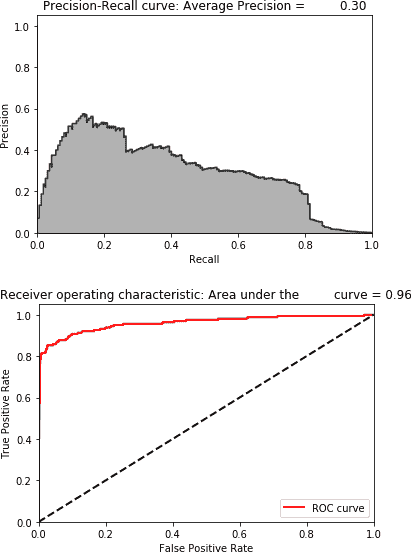 Precision-Recall curve: Average Precision = 0.30
1.0
0.8
0.6
0.4
0.2
0.0
Precision
0.0 0.2 0.4 0.6 0.8 1.0
Recall
Receiver operating characteristic: Area under the curve = 0.96
1.0
0.8
0.6
0.4
0.2
0.0
True Positive Rate
ROC curve
0.0 0.2 0.4 0.6 0.8 1.0
False Positive Rate